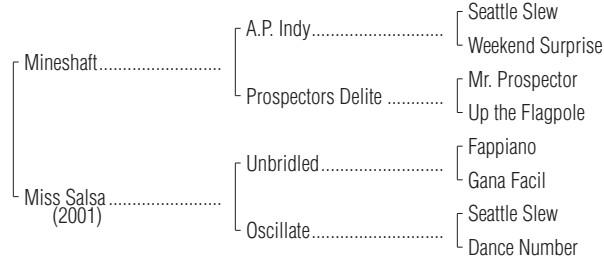 Seattle Slew
A.P. Indy
Weekend Surprise
Mineshaft
Mr. Prospector
Prospectors Delite
Up the Flagpole
Fappiano
Unbridled
Gana Facil
Miss Salsa
(2001)
Seattle Slew
Oscillate
Dance Number